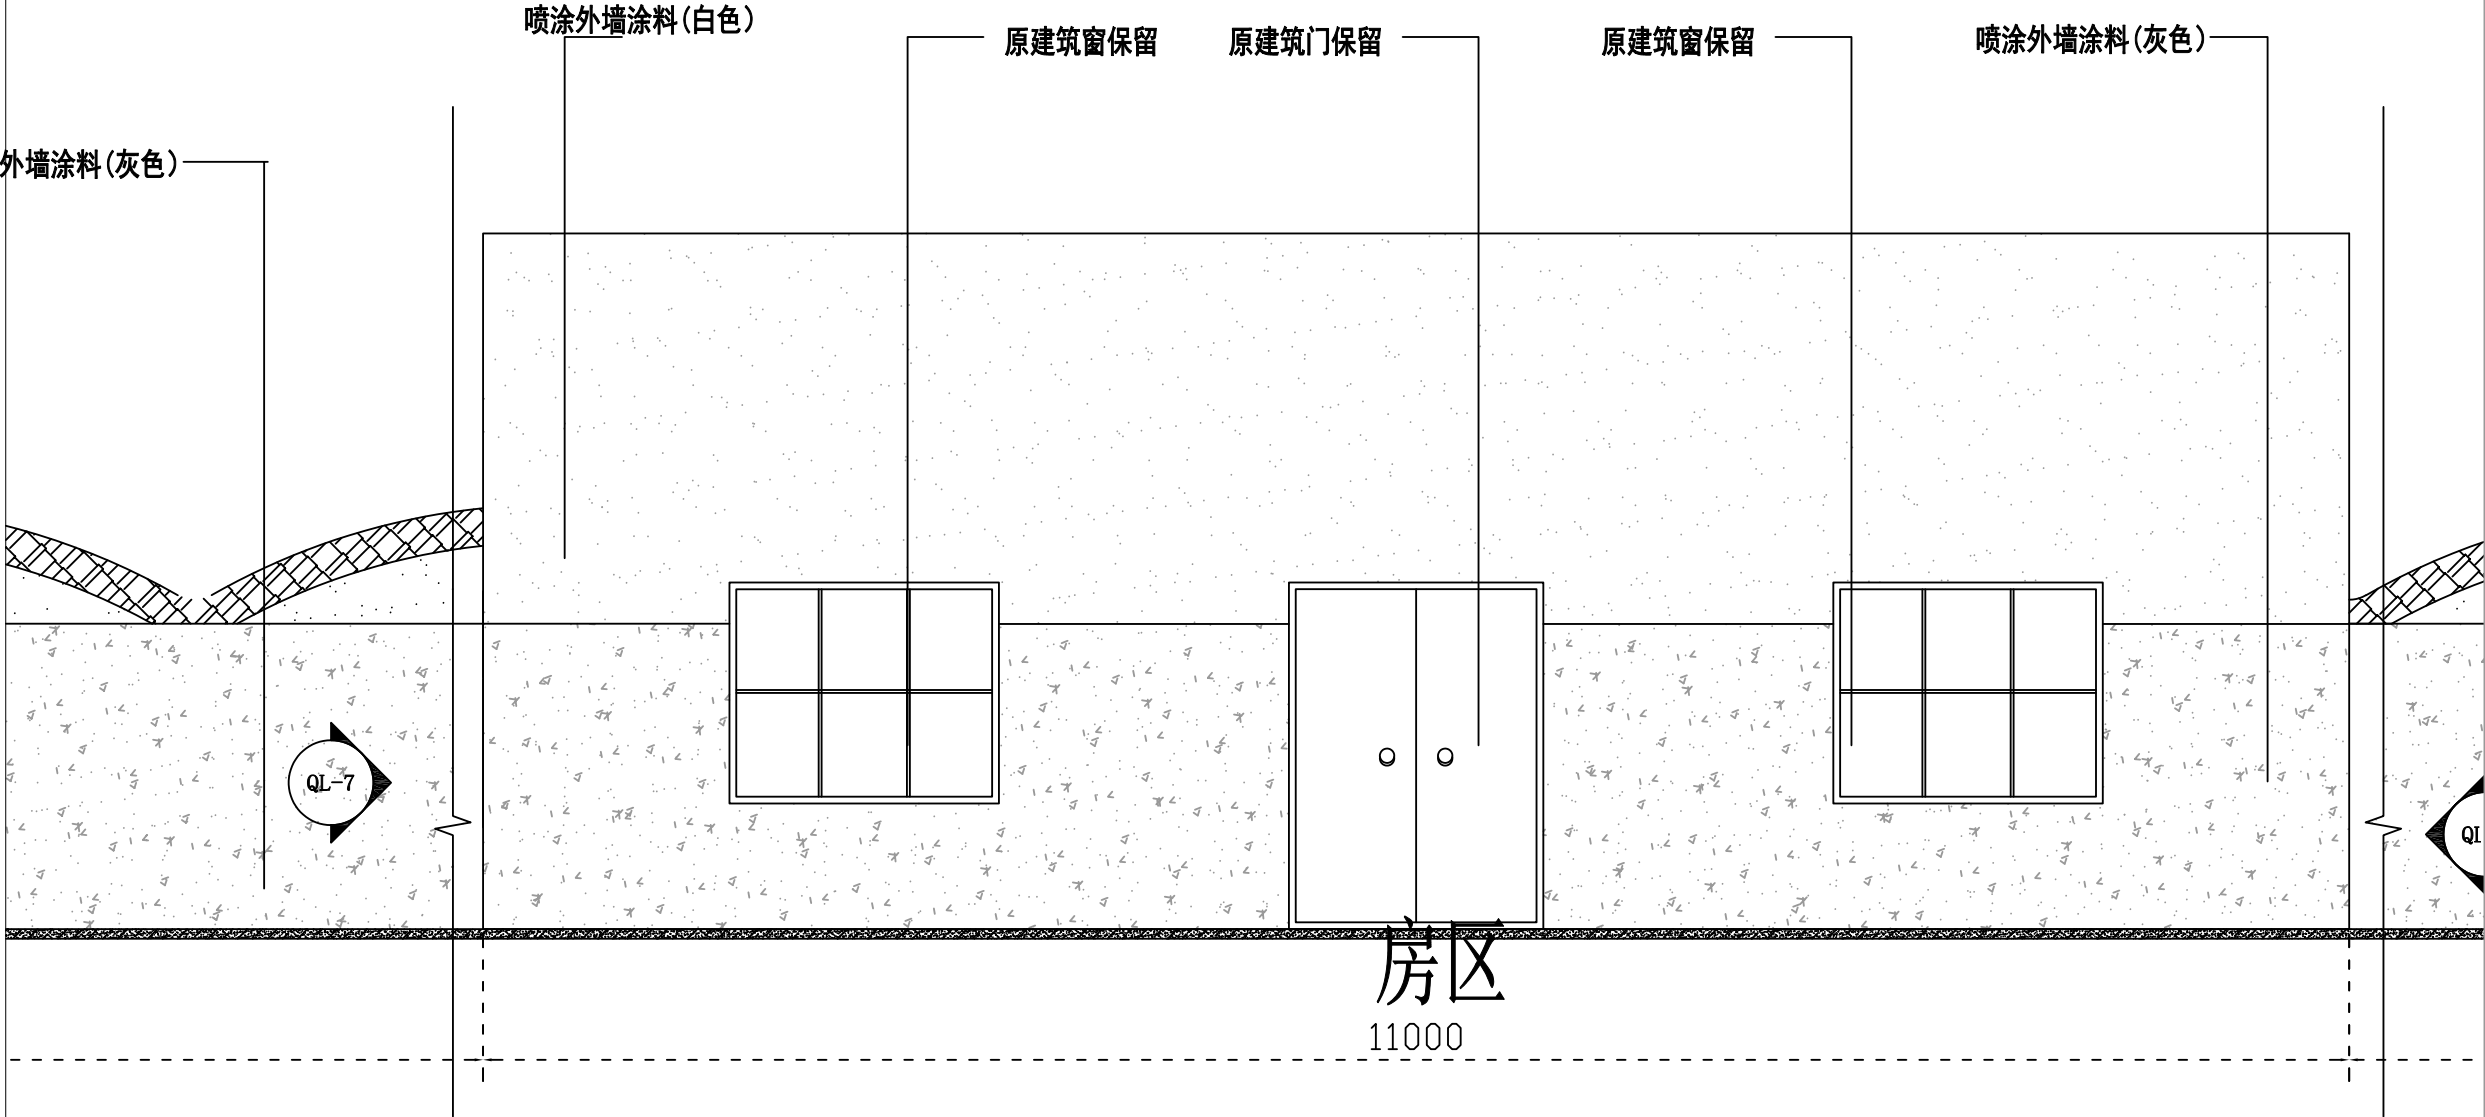 喷涂外墙涂料(白色)
原建筑窗保留
原建筑门保留
原建筑窗保留
喷涂外墙涂料(灰色)
外墙涂料(灰色)
QL-7
QL
房区
11000